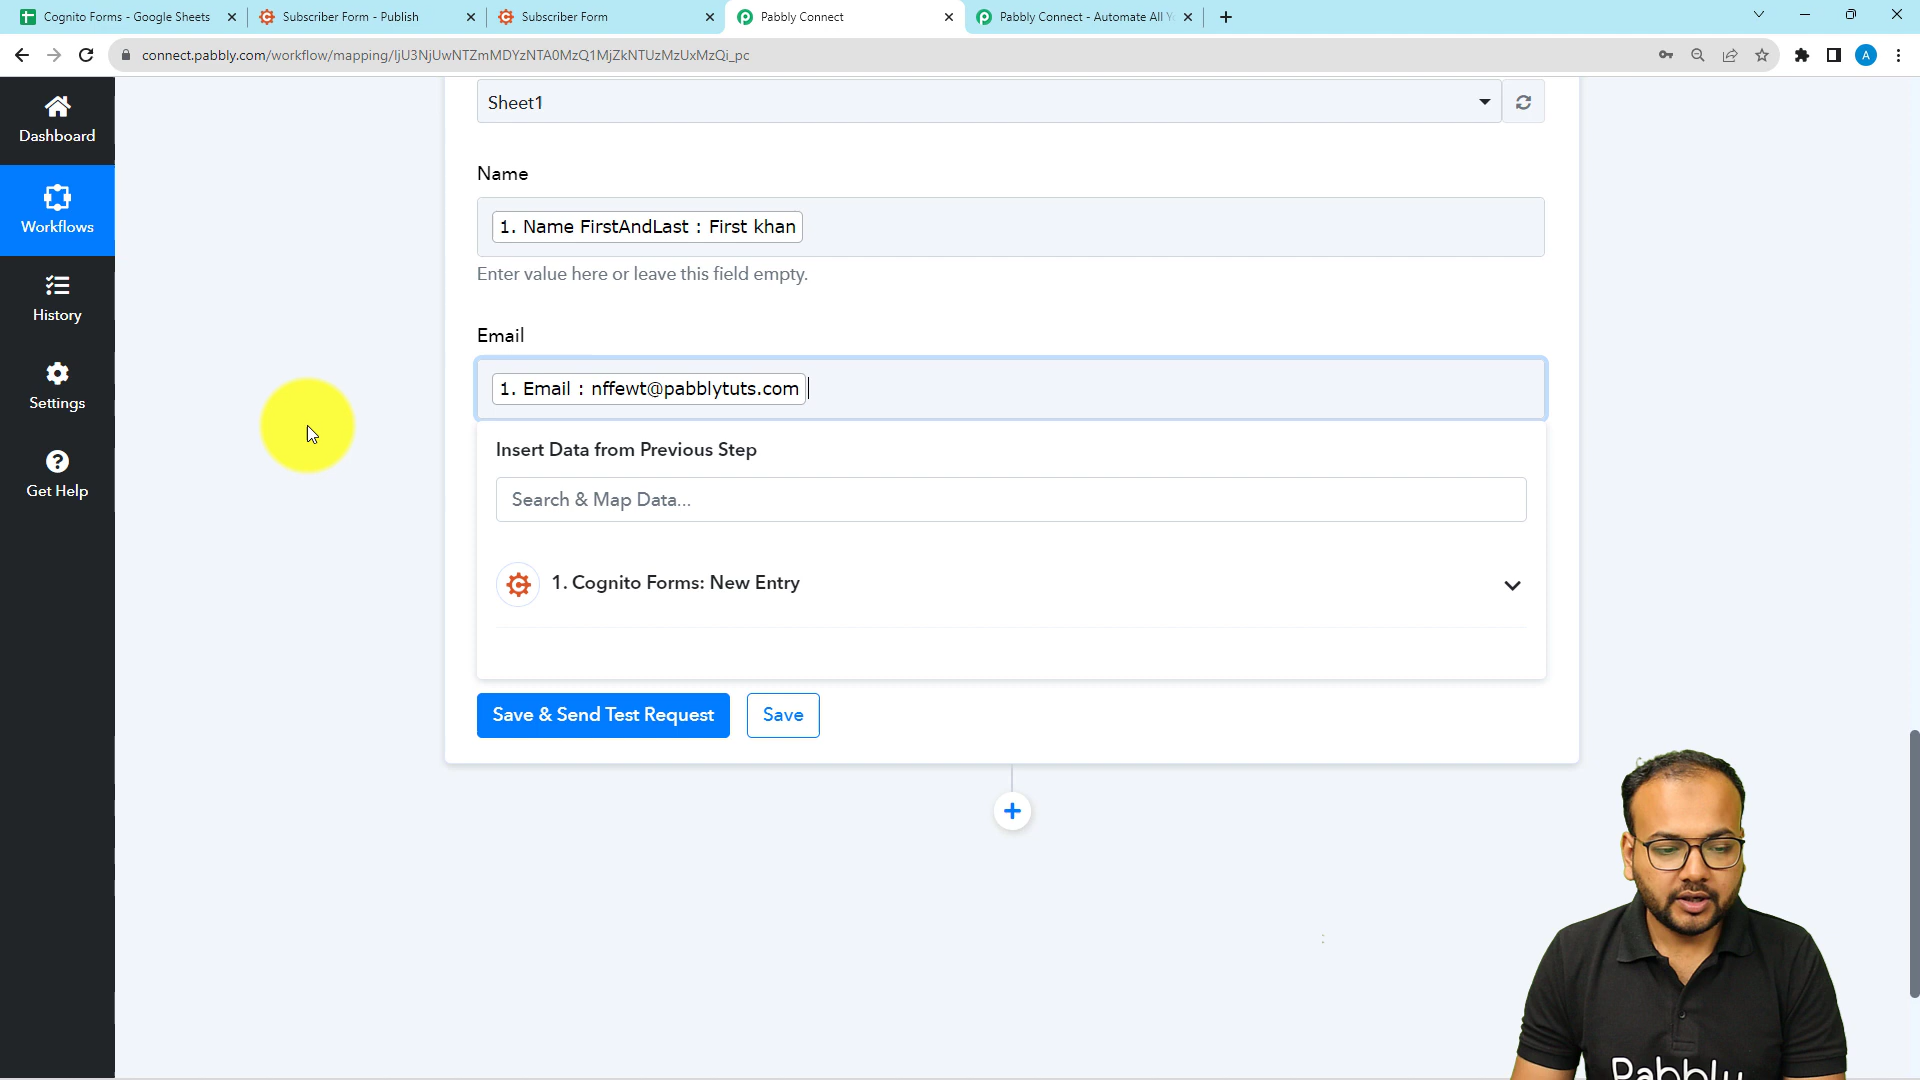 Cognito Forms - Google Sheets
Subscriber Form - Publish
Subscriber Form
Pabbly Connect
Pabbly Connect - Automate All Y
connect.pabbly.com/workflow/mapping/IjU3NjUwNTZmMDYzNTA0MzQ1MjZkNTUzMzUxMzQi_pc
A
Dashboard
Workflows
History
Settings
Get Help
Sheet1
Name
1. Name FirstAndLast : First khan
Enter value here or leave this field empty.
Email
1. Email : nffewt@pabblytuts.com
Insert Data from Previous Step
Search & Map Data...
1. Cognito Forms: New Entry
Save & Send Test Request
Save
Pabbly